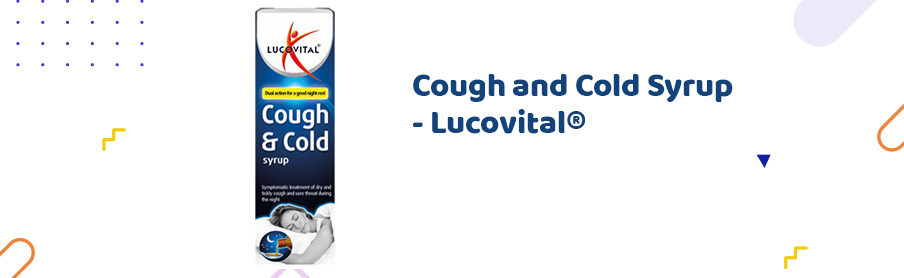 LUCOVITAL®
Dual action for a good night rest
Cough
& Cold
syrup
Symptomatic treatment of dry and
tickly cough and sore throat during
the night
Cough and Cold Syrup
- Lucovital®